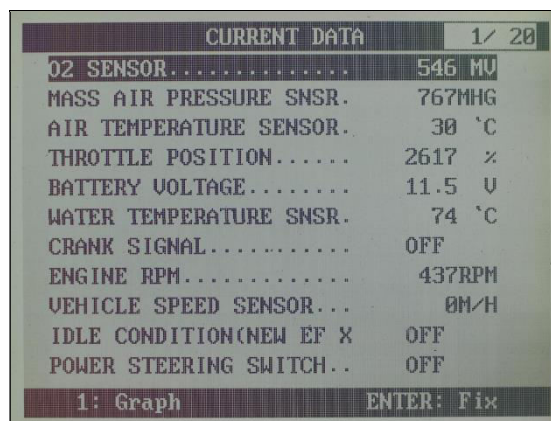 CURRENT DATA 1/ 20
O2 SENSOR.............. 546 MV
MASS AIR PRESSURE SNSR. 767MHG
AIR TEMPERATURE SENSOR. 30 `C
THROTTLE POSITION...... 2617 %
BATTERY VOLTAGE........ 11.5 V
WATER TEMPERATURE SNSR. 74 `C
CRANK SIGNAL........... OFF
ENGINE RPM............. 437RPM
VEHICLE SPEED SENSOR... 0M/H
IDLE CONDITION(NEW EF X OFF
POWER STEERING SWITCH.. OFF
1: Graph ENTER: Fix